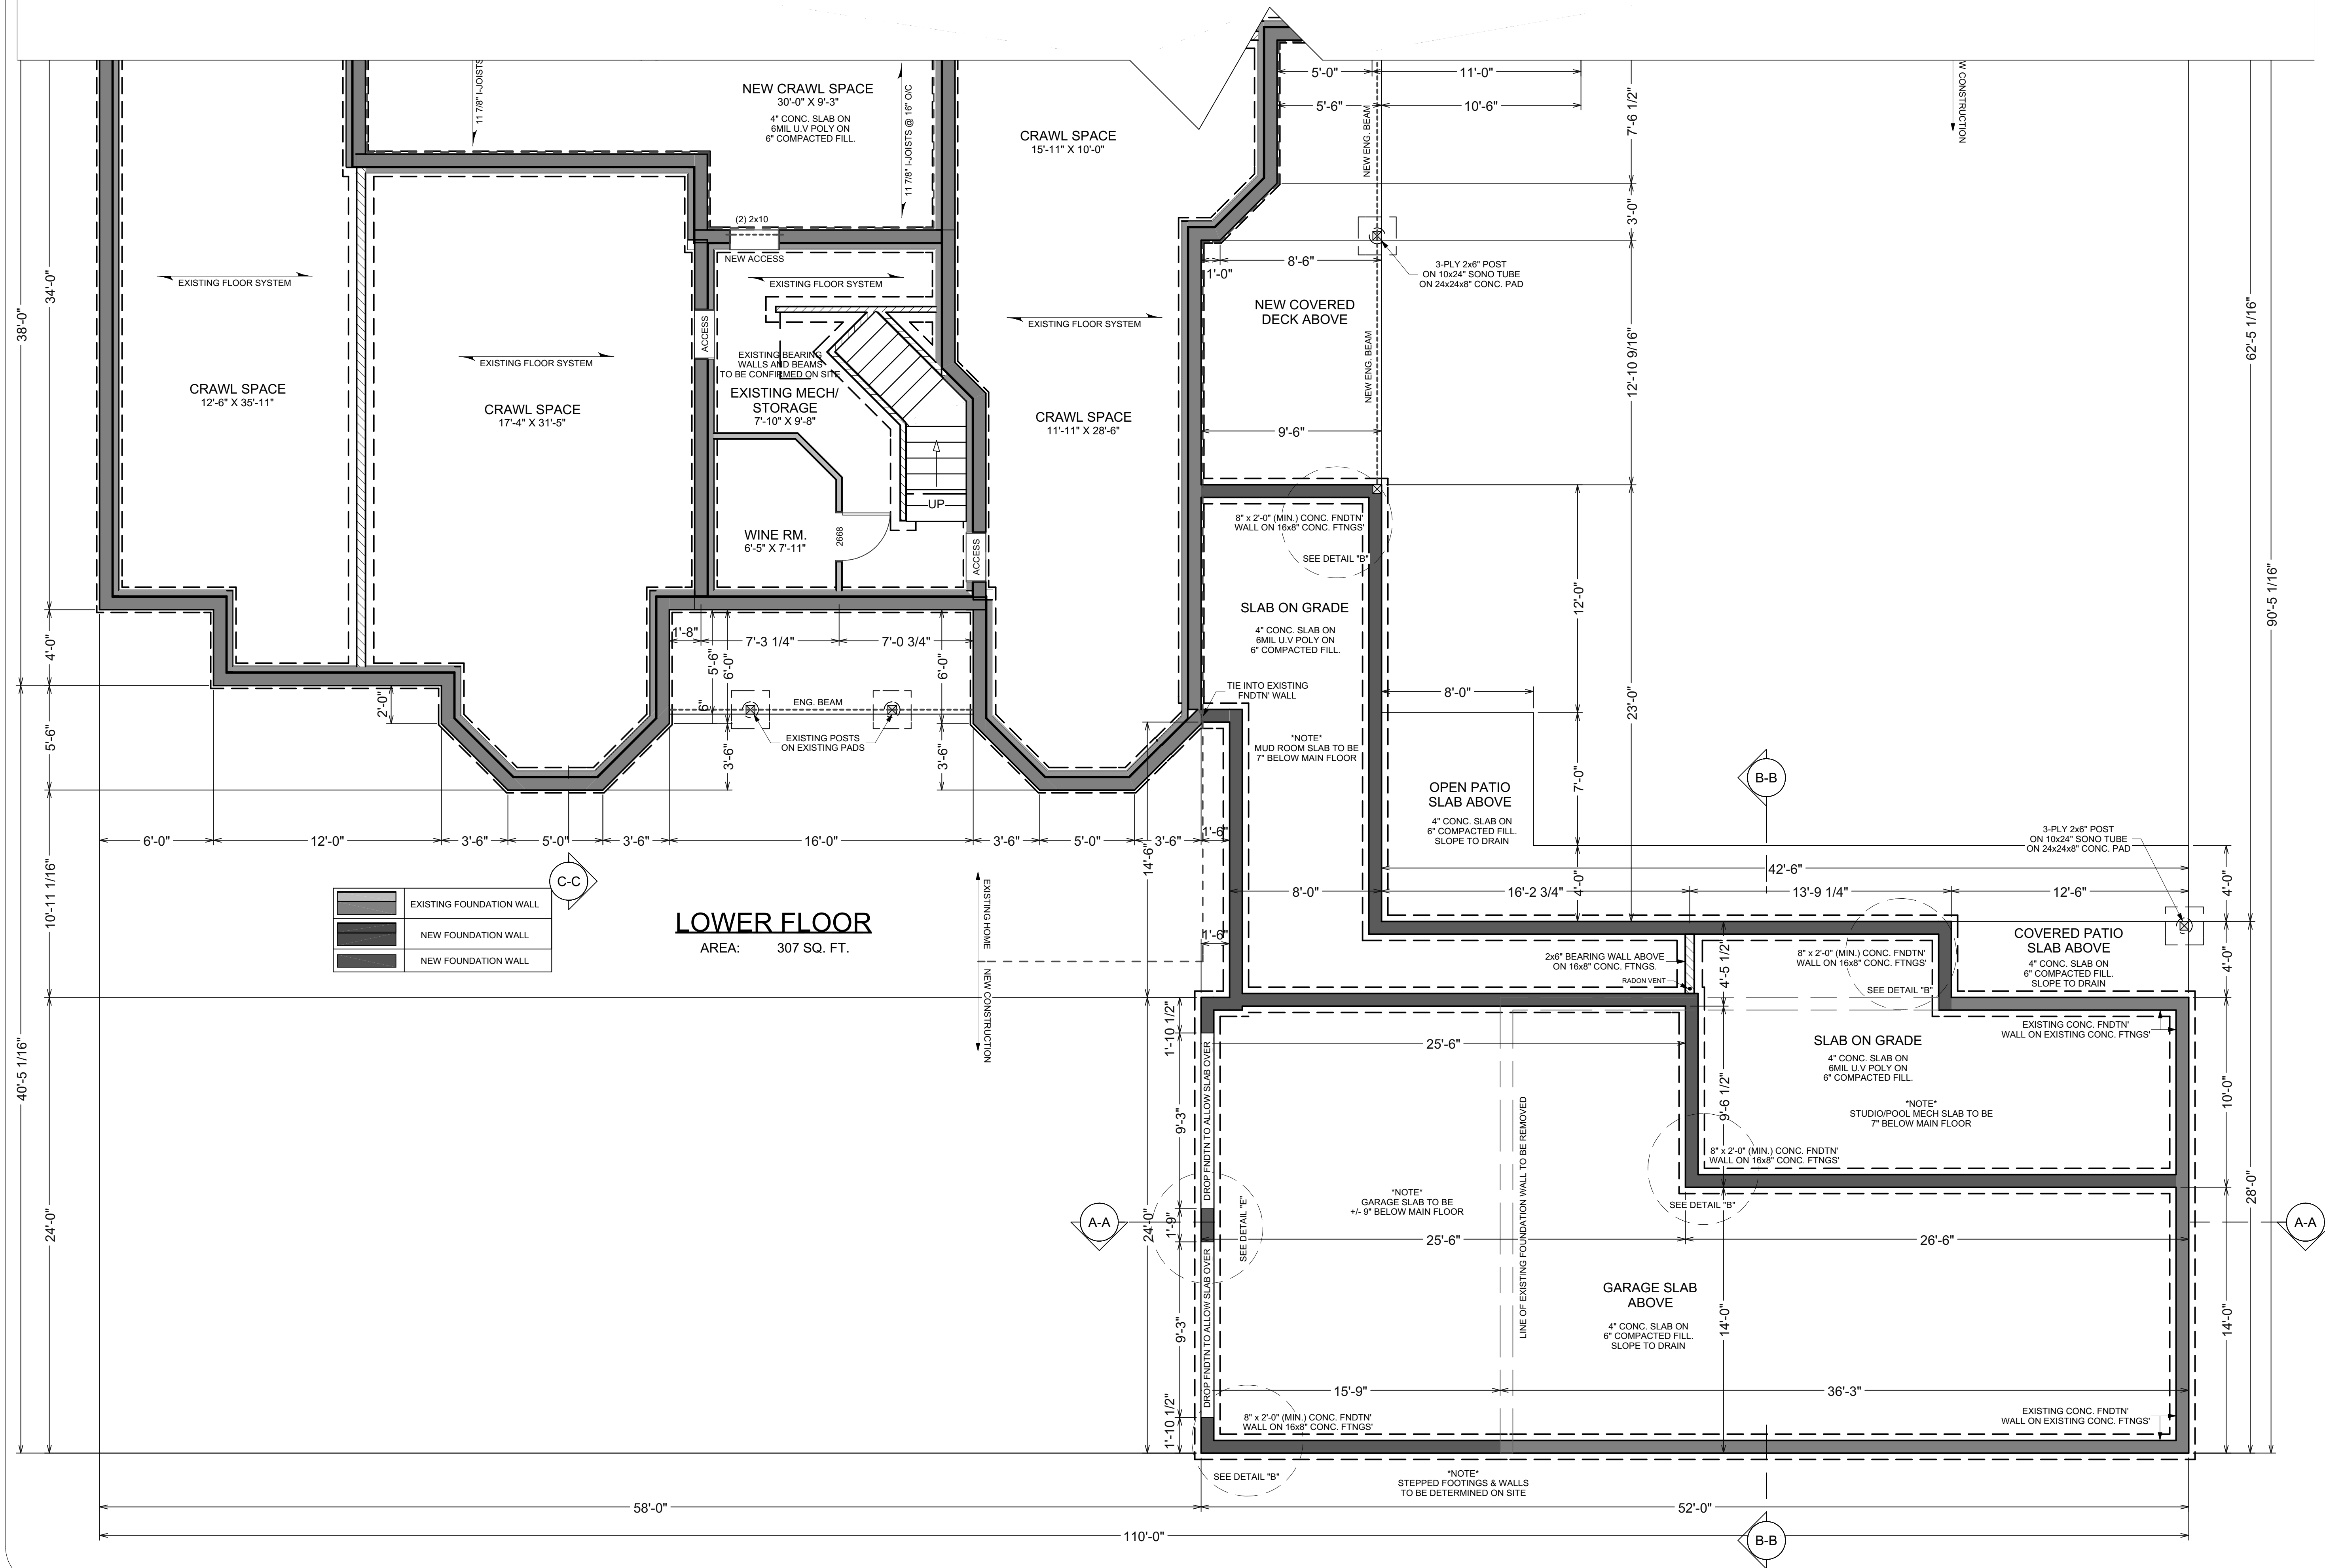 11 7/8" I-JOISTS
NEW CRAWL SPACE
30'-0" X 9'-3"
4" CONC. SLAB ON
6MIL U.V POLY ON
6" COMPACTED FILL.
11 7/8" I-JOISTS @ 16" O/C
CRAWL SPACE
15'-11" X 10'-0"
5'-0"
11'-0"
5'-6"
10'-6"
NEW ENG. BEAM
7'-6 1/2"
W CONSTRUCTION
38'-0"
34'-0"
3'-0"
(2) 2x10
NEW ACCESS
EXISTING FLOOR SYSTEM
EXISTING FLOOR SYSTEM
8'-6"
1'-0"
3-PLY 2x6" POST
ON 10x24" SONO TUBE
ON 24x24x8" CONC. PAD
NEW COVERED
DECK ABOVE
EXISTING FLOOR SYSTEM
ACCESS
EXISTING FLOOR SYSTEM
EXISTING BEARING
WALLS AND BEAMS
TO BE CONFIRMED ON SITE
NEW ENG. BEAM
12'-10 9/16"
62'-5 1/16"
CRAWL SPACE
12'-6" X 35'-11"
CRAWL SPACE
17'-4" X 31'-5"
EXISTING MECH/
STORAGE
7'-10" X 9'-8"
CRAWL SPACE
11'-11" X 28'-6"
9'-6"
UP
WINE RM.
6'-5" X 7'-11"
2668
ACCESS
8" x 2'-0" (MIN.) CONC. FNDTN'
WALL ON 16x8" CONC. FTNGS'
SEE DETAIL "B"
SLAB ON GRADE
4" CONC. SLAB ON
6MIL U.V POLY ON
6" COMPACTED FILL.
12'-0"
90'-5 1/16"
4'-0"
1'-8"
7'-3 1/4"
7'-0 3/4"
5'-6"
6'-0"
6'-0"
6"
2'-0"
ENG. BEAM
EXISTING POSTS
ON EXISTING PADS
TIE INTO EXISTING
FNDTN' WALL
8'-0"
23'-0"
5'-6"
3'-6"
3'-6"
*NOTE*
MUD ROOM SLAB TO BE
7" BELOW MAIN FLOOR
7'-0"
OPEN PATIO
SLAB ABOVE
4" CONC. SLAB ON
6" COMPACTED FILL.
SLOPE TO DRAIN
B-B
3-PLY 2x6" POST
ON 10x24" SONO TUBE
ON 24x24x8" CONC. PAD
6'-0"
12'-0"
3'-6"
5'-0"
3'-6"
16'-0"
3'-6"
5'-0"
3'-6"
1'-6"
14'-6"
42'-6"
C-C
8'-0"
16'-2 3/4"
4'-0"
13'-9 1/4"
12'-6"
4'-0"
10'-11 1/16"
EXISTING FOUNDATION WALL
NEW FOUNDATION WALL
NEW FOUNDATION WALL
LOWER FLOOR
AREA: 307 SQ. FT.
EXISTING HOME
NEW CONSTRUCTION
1'-6"
2x6" BEARING WALL ABOVE
ON 16x8" CONC. FTNGS.
RADON VENT
4'-5 1/2"
8" x 2'-0" (MIN.) CONC. FNDTN'
WALL ON 16x8" CONC. FTNGS'
SEE DETAIL "B"
COVERED PATIO
SLAB ABOVE
4" CONC. SLAB ON
6" COMPACTED FILL.
SLOPE TO DRAIN
4'-0"
40'-5 1/16"
1'-10 1/2"
25'-6"
SLAB ON GRADE
4" CONC. SLAB ON
6MIL U.V POLY ON
6" COMPACTED FILL.
EXISTING CONC. FNDTN'
WALL ON EXISTING CONC. FTNGS'
DROP FNDTN TO ALLOW SLAB OVER
9'-3"
LINE OF EXISTING FOUNDATION WALL TO BE REMOVED
9'-6 1/2"
*NOTE*
STUDIO/POOL MECH SLAB TO BE
7" BELOW MAIN FLOOR
10'-0"
8" x 2'-0" (MIN.) CONC. FNDTN'
WALL ON 16x8" CONC. FTNGS'
SEE DETAIL "B"
28'-0"
24'-0"
A-A
24'-0"
1'-9"
SEE DETAIL "E"
*NOTE*
GARAGE SLAB TO BE
+/- 9" BELOW MAIN FLOOR
25'-6"
26'-6"
A-A
DROP FNDTN TO ALLOW SLAB OVER
9'-3"
GARAGE SLAB
ABOVE
4" CONC. SLAB ON
6" COMPACTED FILL.
SLOPE TO DRAIN
14'-0"
14'-0"
15'-9"
36'-3"
1'-10 1/2"
8" x 2'-0" (MIN.) CONC. FNDTN'
WALL ON 16x8" CONC. FTNGS'
EXISTING CONC. FNDTN'
WALL ON EXISTING CONC. FTNGS'
SEE DETAIL "B"
*NOTE*
STEPPED FOOTINGS & WALLS
TO BE DETERMINED ON SITE
58'-0"
52'-0"
110'-0"
B-B